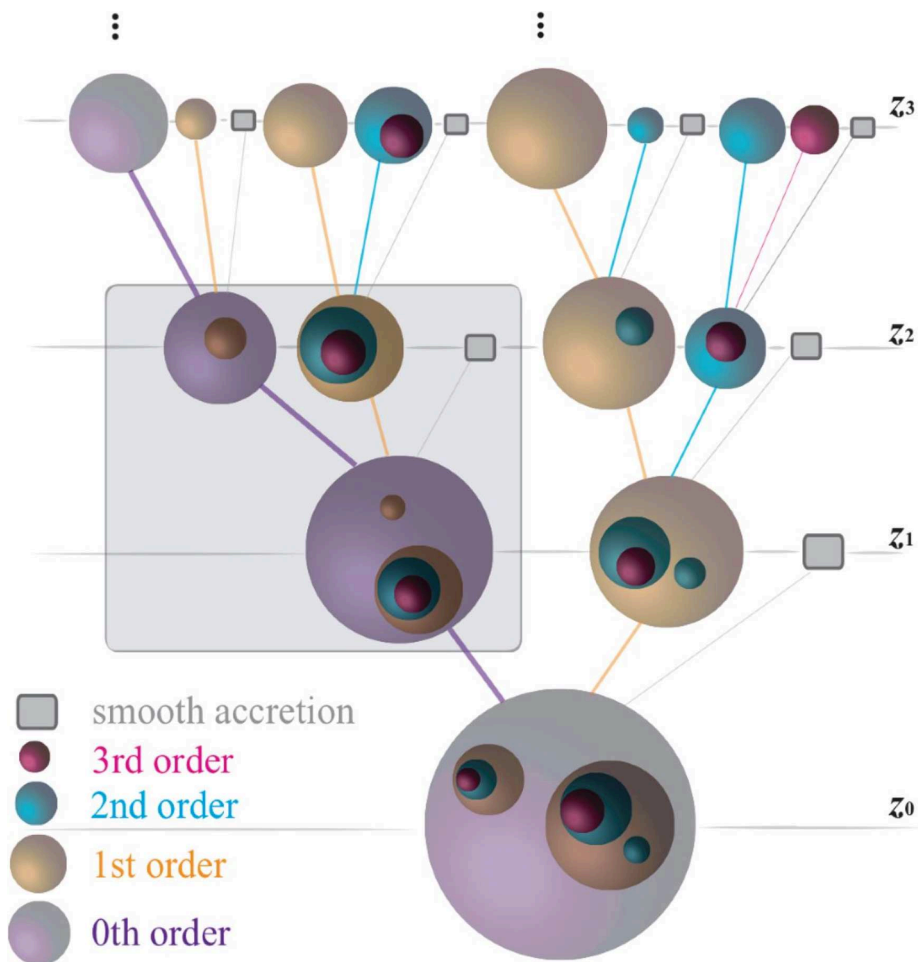 ⋮ ⋮
z3
z2
z1
smooth accretion
3rd order
2nd order
z0
1st order
0th order